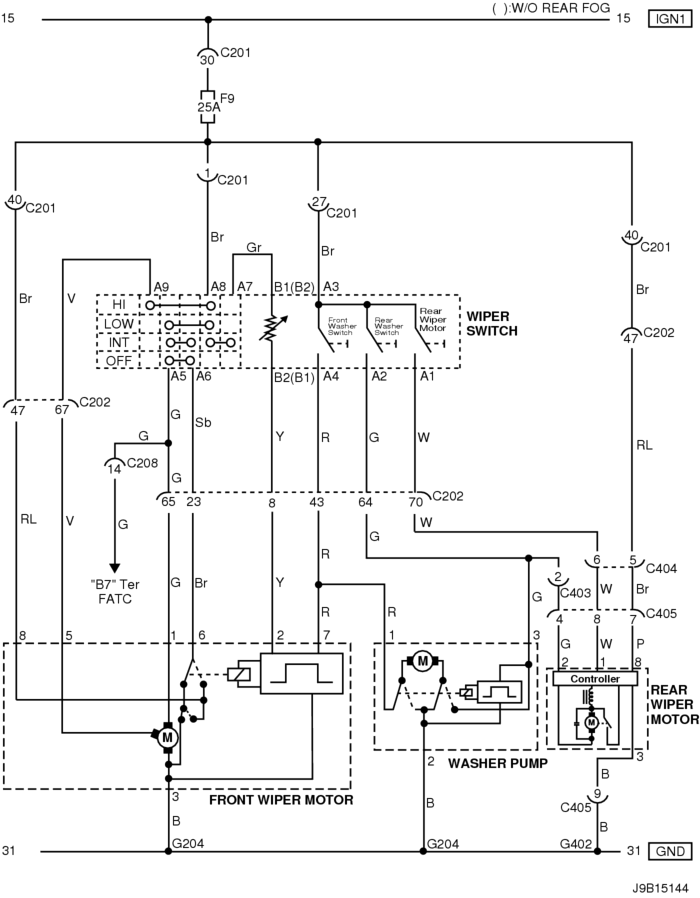 ( ):W/O REAR FOG
15 15 IGN1
C201
30
F9
25A
1 C201
40 C201
27 C201
40 C201
Br V Br Gr Br Br
A9 A8 A7 B1(B2) A3
HI
LOW
INT
OFF
Front Washer Switch
Rear Washer Switch
Rear Wiper Motor
WIPER SWITCH
C202
47
A5 A6 B2(B1) A4 A2 A1
47 67 C202
G Sb
G
Y R G W
RL
14 C208
G
65 23 8 43 64 70 C202
RL V G
W
G
R
"B7" Ter
FATC
G Br Y
6 5 C404
2 C403
W Br
G
R R
4 8 7 C405
8 5 1 6 2 7 1 3
G W P
2 1 8
M
Controller
M
M
REAR WIPER MOTOR
3
2
WASHER PUMP
FRONT WIPER MOTOR
3
B B B
9
C405
B
G204 G204 G402
31 31 GND
J9B15144